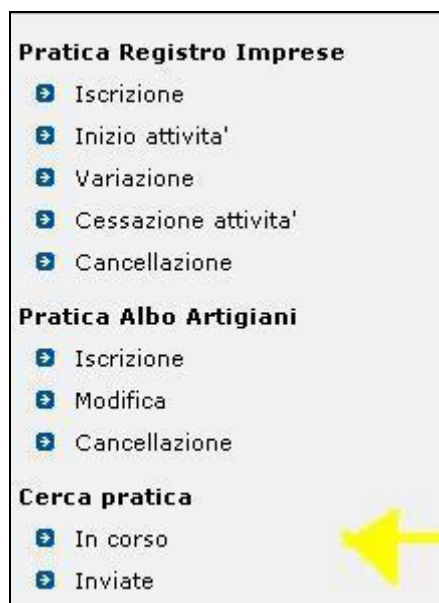 Pratica Registro Imprese
Iscrizione
Inizio attivita'
Variazione
Cessazione attivita'
Cancellazione
Pratica Albo Artigiani
Iscrizione
Modifica
Cancellazione
Cerca pratica
In corso
Inviate